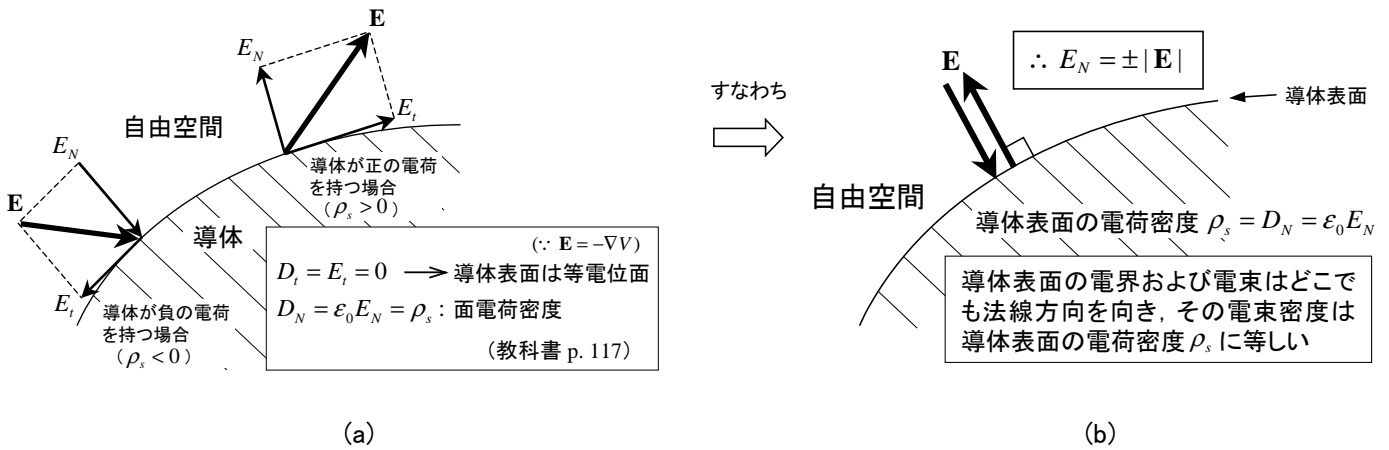 E
E_N
E_t
自由空間
導体が正の電荷
を持つ場合
(ρ_s > 0)
E_N
E
E_t
導体
導体が負の電荷
を持つ場合
(ρ_s < 0)
(∵ E = −∇V)
D_t = E_t = 0 → 導体表面は等電位面
D_N = ε_0 E_N = ρ_s : 面電荷密度
(教科書 p. 117)
(a)
すなわち
E
∴ E_N = ± | E |
導体表面
自由空間
導体表面の電荷密度 ρ_s = D_N = ε_0 E_N
導体表面の電界および電束はどこで
も法線方向を向き，その電束密度は
導体表面の電荷密度 ρ_s に等しい
(b)